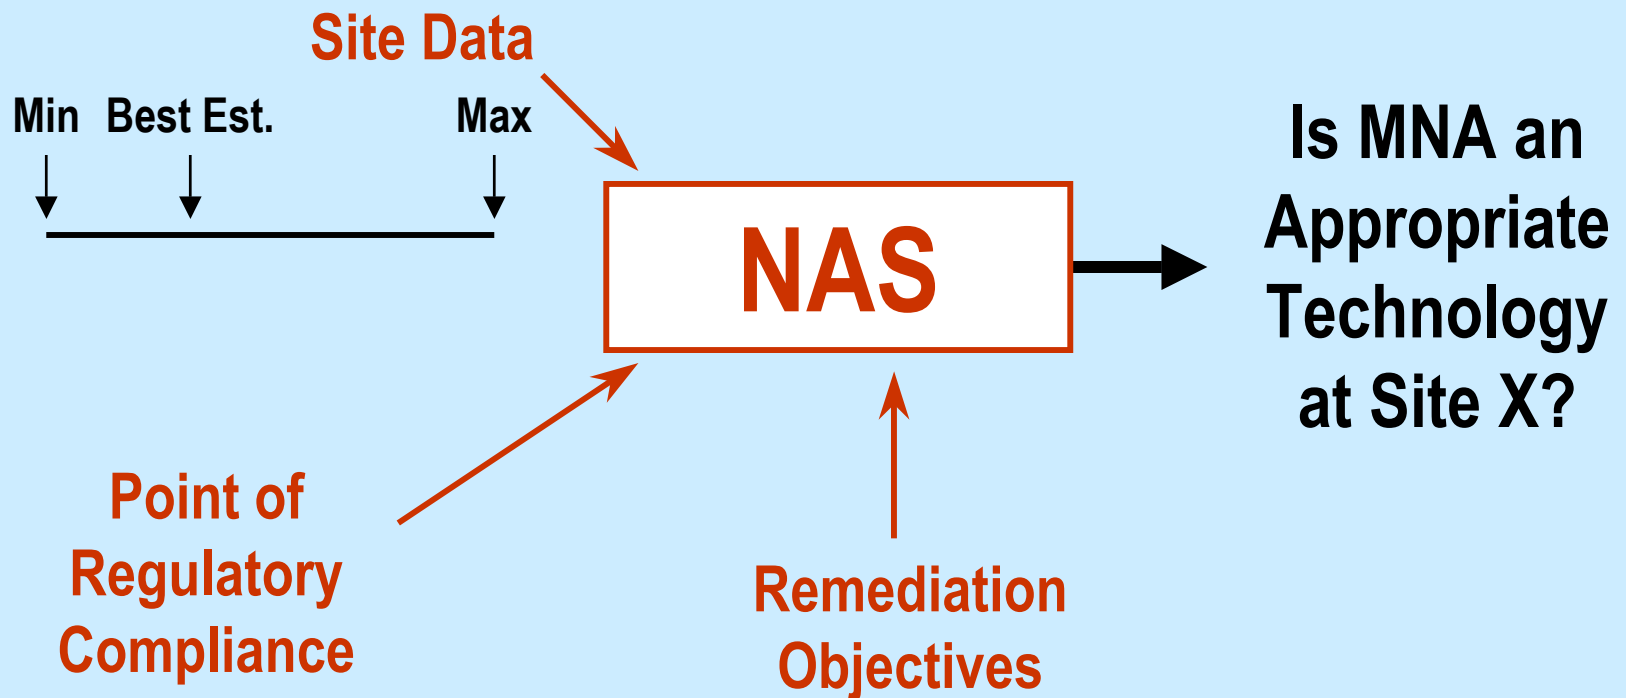 Site Data
Min Best Est. Max
NAS
Is MNA an
Appropriate
Technology
at Site X?
Point of
Regulatory
Compliance
Remediation
Objectives